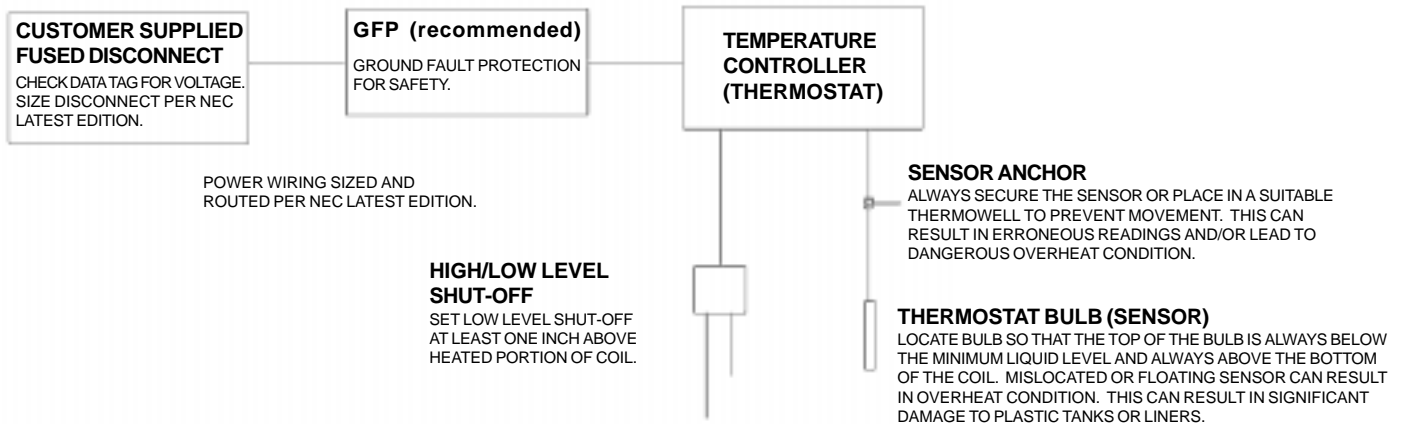 CUSTOMER SUPPLIED
FUSED DISCONNECT
CHECK DATA TAG FOR VOLTAGE.
SIZE DISCONNECT PER NEC
LATEST EDITION.
GFP (recommended)
GROUND FAULT PROTECTION
FOR SAFETY.
TEMPERATURE
CONTROLLER
(THERMOSTAT)
POWER WIRING SIZED AND
ROUTED PER NEC LATEST EDITION.
SENSOR ANCHOR
ALWAYS SECURE THE SENSOR OR PLACE IN A SUITABLE
THERMOWELL TO PREVENT MOVEMENT. THIS CAN
RESULT IN ERRONEOUS READINGS AND/OR LEAD TO
DANGEROUS OVERHEAT CONDITION.
HIGH/LOW LEVEL
SHUT-OFF
SET LOW LEVEL SHUT-OFF
AT LEAST ONE INCH ABOVE
HEATED PORTION OF COIL.
THERMOSTAT BULB (SENSOR)
LOCATE BULB SO THAT THE TOP OF THE BULB IS ALWAYS BELOW
THE MINIMUM LIQUID LEVEL AND ALWAYS ABOVE THE BOTTOM
OF THE COIL. MISLOCATED OR FLOATING SENSOR CAN RESULT
IN OVERHEAT CONDITION. THIS CAN RESULT IN SIGNIFICANT
DAMAGE TO PLASTIC TANKS OR LINERS.